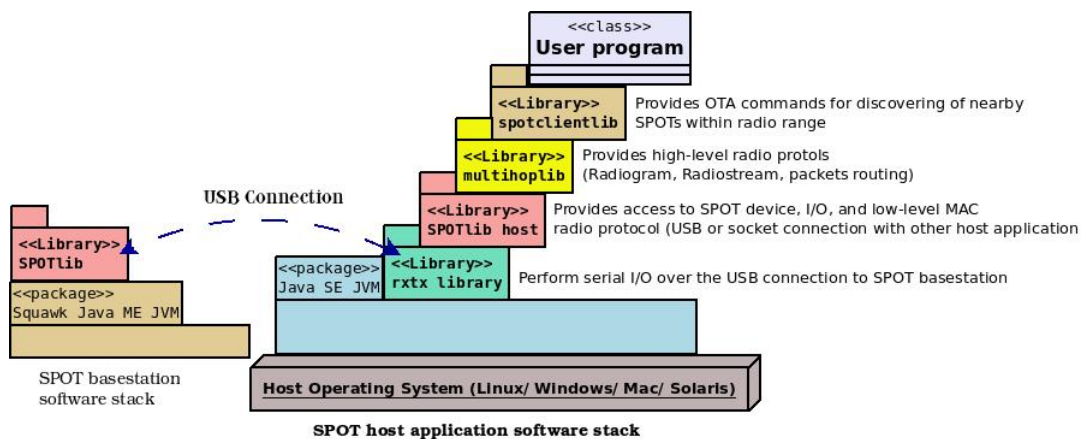 <<class>>
User program
<<Library>>
spotclientlib
Provides OTA commands for discovering of nearby
SPOTs within radio range
<<Library>>
multihoplib
Provides high-level radio protols
(Radiogram, Radiostream, packets routing)
USB Connection
<<Library>>
SPOTlib host
Provides access to SPOT device, I/O, and low-level MAC
radio protocol (USB or socket connection with other host application
<<Library>>
SPOTlib
<<package>>
Java SE JVM
<<Library>>
rxtx library
Perform serial I/O over the USB connection to SPOT basestation
<<package>>
Squawk Java ME JVM
SPOT basestation
software stack
Host Operating System (Linux/ Windows/ Mac/ Solaris)
SPOT host application software stack